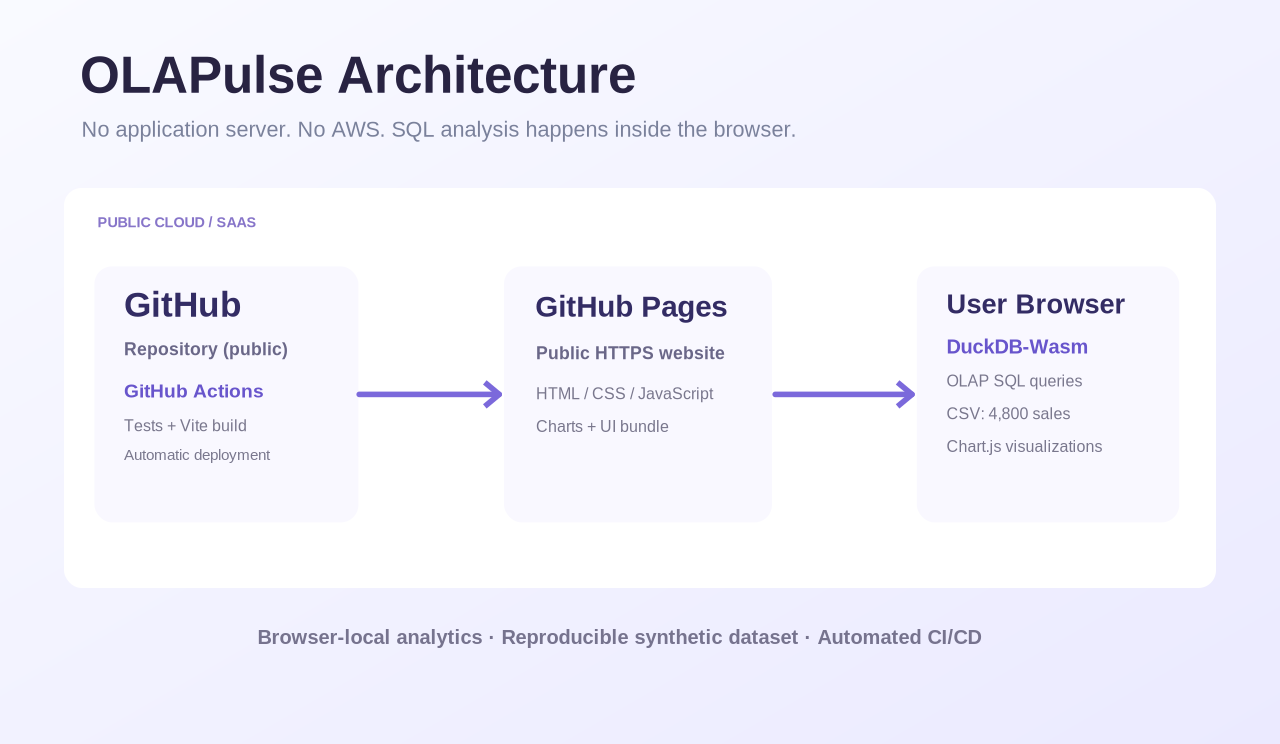 OLAPulse Architecture
No application server. No AWS. SQL analysis happens inside the browser.
PUBLIC CLOUD / SAAS
GitHub
Repository (public)
GitHub Actions
Tests + Vite build
Automatic deployment
GitHub Pages
Public HTTPS website
HTML / CSS / JavaScript
Charts + UI bundle
User Browser
DuckDB-Wasm
OLAP SQL queries
CSV: 4,800 sales
Chart.js visualizations
Browser-local analytics · Reproducible synthetic dataset · Automated CI/CD